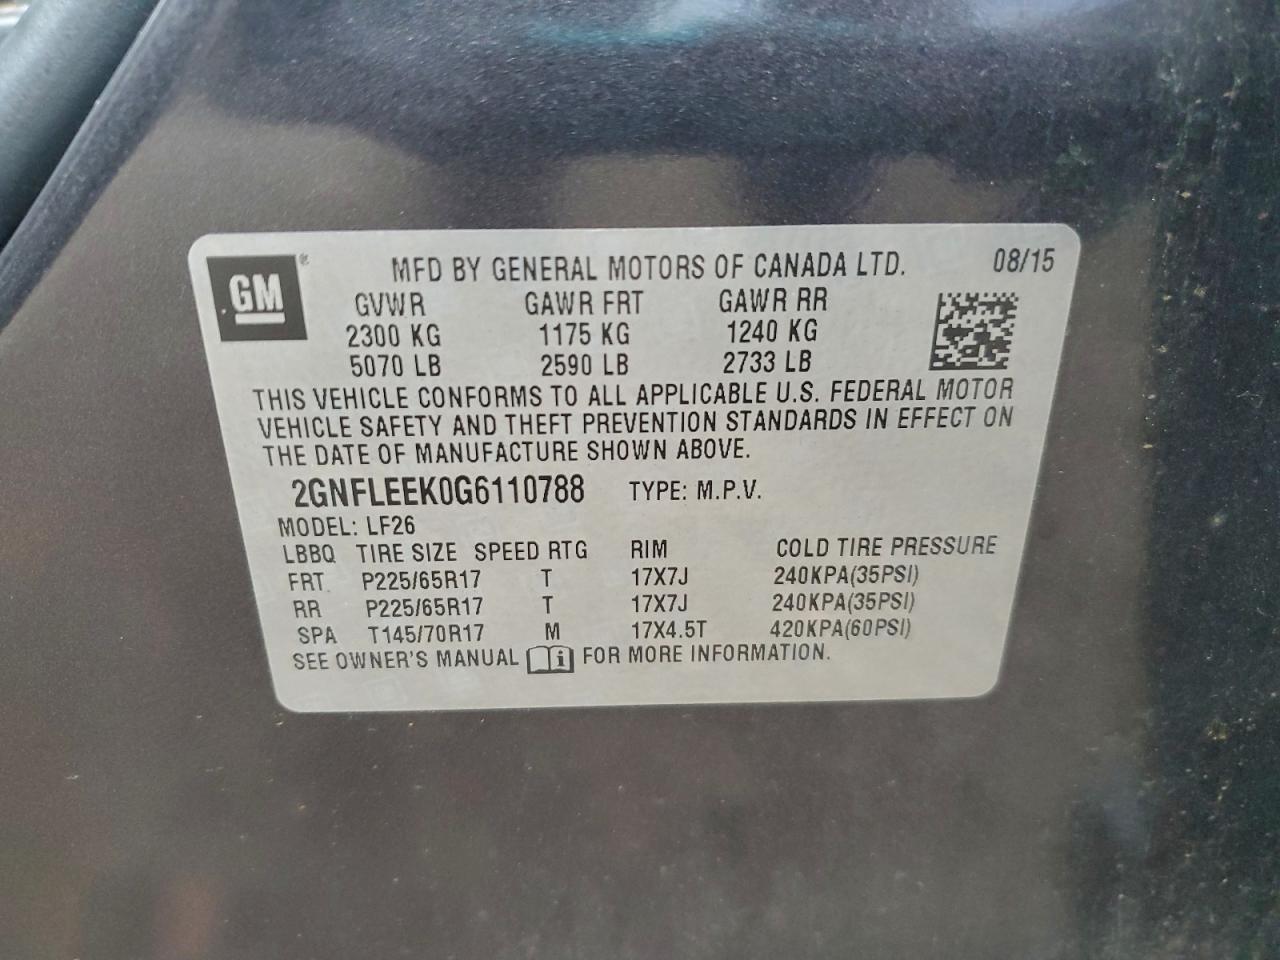 GM®
MFD BY GENERAL MOTORS OF CANADA LTD. 08/15
GVWR GAWR FRT GAWR RR
2300 KG 1175 KG 1240 KG
5070 LB 2590 LB 2733 LB
THIS VEHICLE CONFORMS TO ALL APPLICABLE U.S. FEDERAL MOTOR
VEHICLE SAFETY AND THEFT PREVENTION STANDARDS IN EFFECT ON
THE DATE OF MANUFACTURE SHOWN ABOVE.
2GNFLEEK0G6110788 TYPE: M.P.V.
MODEL: LF26
LBBQ TIRE SIZE SPEED RTG RIM COLD TIRE PRESSURE
FRT P225/65R17 T 17X7J 240KPA(35PSI)
RR P225/65R17 T 17X7J 240KPA(35PSI)
SPA T145/70R17 M 17X4.5T 420KPA(60PSI)
SEE OWNER'S MANUAL i FOR MORE INFORMATION.